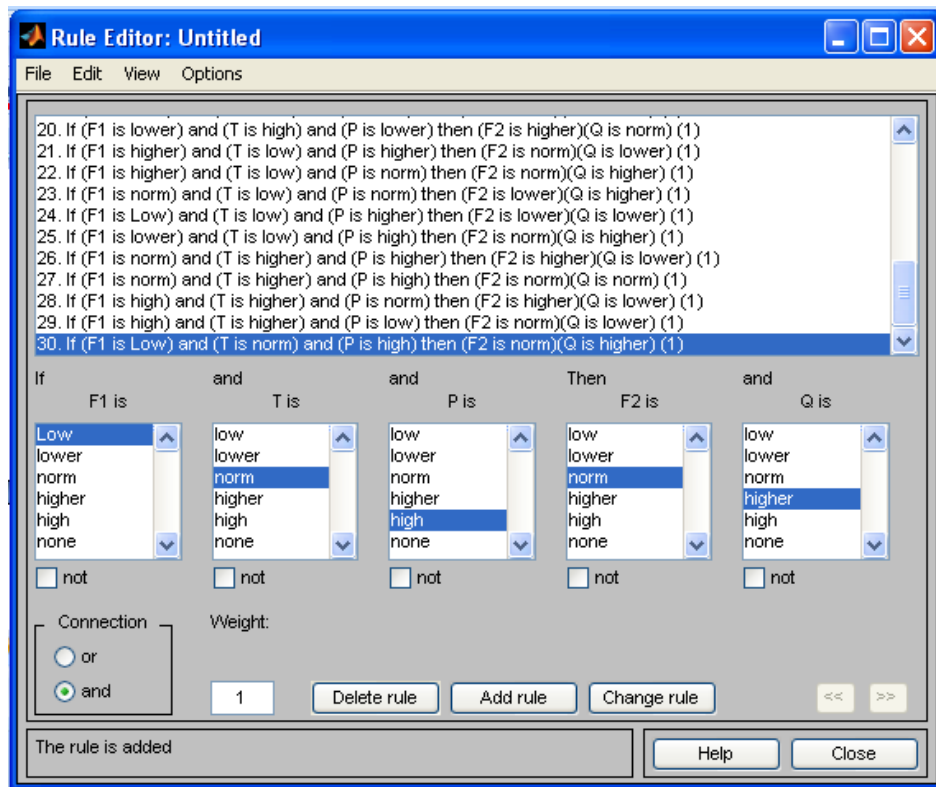 Rule Editor: Untitled
File Edit View Options
20. If (F1 is lower) and (T is high) and (P is lower) then (F2 is higher)(Q is norm) (1)
21. If (F1 is higher) and (T is low) and (P is higher) then (F2 is norm)(Q is lower) (1)
22. If (F1 is higher) and (T is low) and (P is norm) then (F2 is norm)(Q is higher) (1)
23. If (F1 is norm) and (T is low) and (P is norm) then (F2 is lower)(Q is higher) (1)
24. If (F1 is Low) and (T is low) and (P is higher) then (F2 is lower)(Q is lower) (1)
25. If (F1 is lower) and (T is low) and (P is high) then (F2 is norm)(Q is higher) (1)
26. If (F1 is norm) and (T is higher) and (P is higher) then (F2 is higher)(Q is lower) (1)
27. If (F1 is norm) and (T is higher) and (P is high) then (F2 is norm)(Q is norm) (1)
28. If (F1 is high) and (T is higher) and (P is norm) then (F2 is higher)(Q is lower) (1)
29. If (F1 is high) and (T is higher) and (P is low) then (F2 is norm)(Q is lower) (1)
30. If (F1 is Low) and (T is norm) and (P is high) then (F2 is norm)(Q is higher) (1)
If and and Then and
F1 is T is P is F2 is Q is
Low low low low low
lower lower lower lower lower
norm norm norm norm norm
higher higher higher higher higher
high high high high high
none none none none none
not not not not not
Connection Weight:
or
and 1 Delete rule Add rule Change rule << >>
The rule is added Help Close